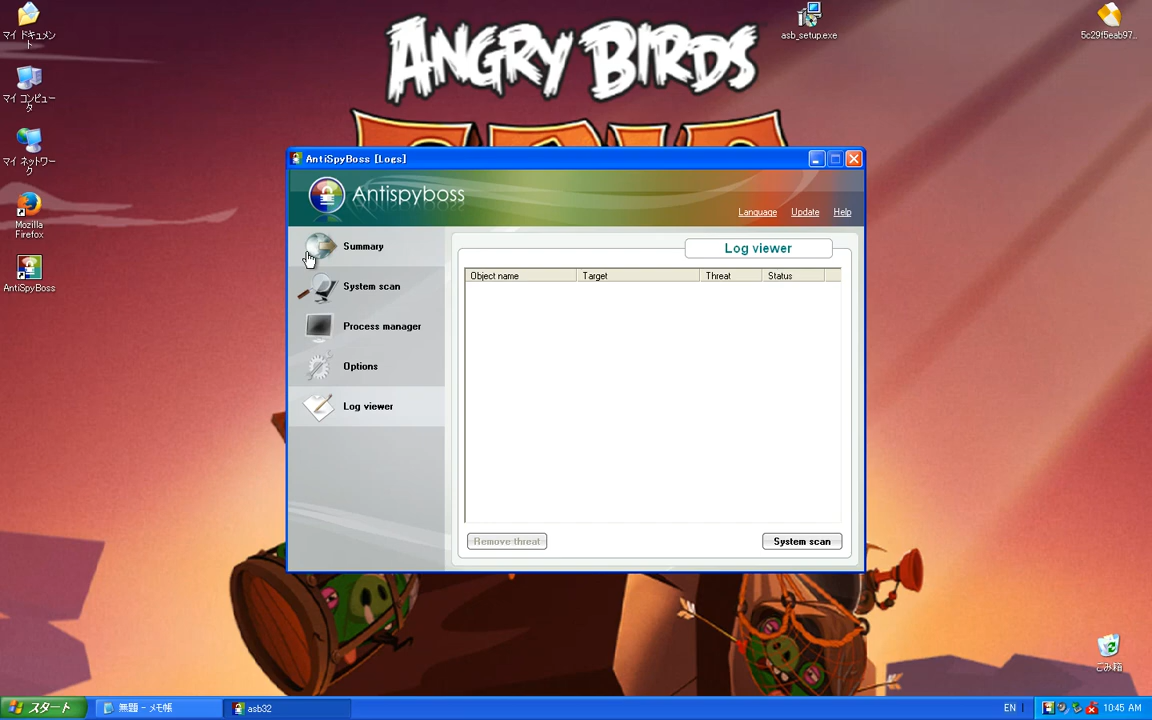 ANGRY BIRDS
EPIC
マイ ドキュメン
ト
マイ コンピュー
タ
マイ ネットワー
ク
Mozilla
Firefox
AntiSpyBoss
asb_setup.exe
5c29f5eab97...
AntiSpyBoss [Logs]
Antispyboss
Language
Update
Help
Summary
System scan
Process manager
Options
Log viewer
Log viewer
Object name
Target
Threat
Status
Remove threat
System scan
ごみ箱
スタート
無題 - メモ帳
asb32
EN
10:45 AM